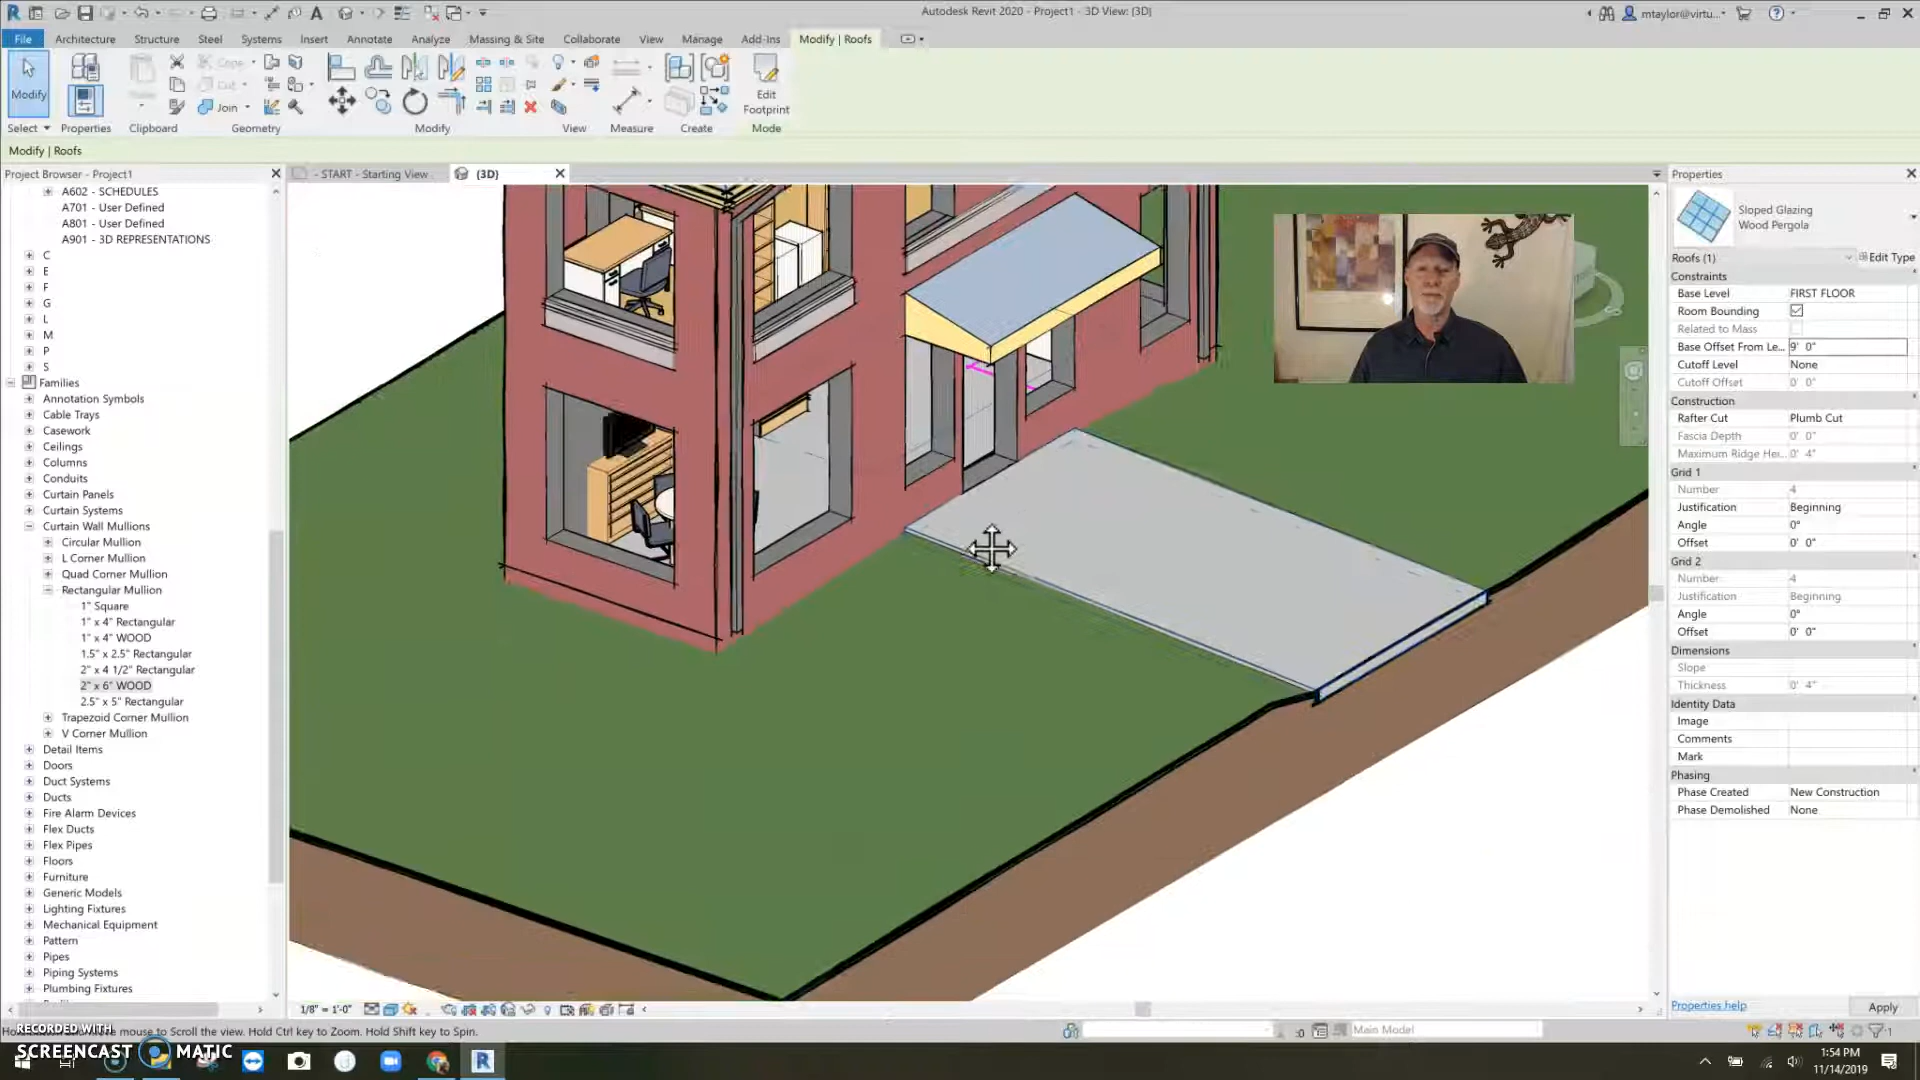 Autodesk Revit 2020 - Project1 - 3D View: {3D}
mtaylor@virtu...
File
Architecture
Structure
Steel
Systems
Insert
Annotate
Analyze
Massing & Site
Collaborate
View
Manage
Add-Ins
Modify | Roofs
Modify
Cope
Cut
Join
Edit
Footprint
Select
Properties
Clipboard
Geometry
Modify
View
Measure
Create
Mode
Modify | Roofs
Project Browser - Project1
A602 - SCHEDULES
A701 - User Defined
A801 - User Defined
A901 - 3D REPRESENTATIONS
C
E
F
G
L
M
P
S
Families
Annotation Symbols
Cable Trays
Casework
Ceilings
Columns
Conduits
Curtain Panels
Curtain Systems
Curtain Wall Mullions
Circular Mullion
L Corner Mullion
Quad Corner Mullion
Rectangular Mullion
1" Square
1" x 4" Rectangular
1" x 4" WOOD
1.5" x 2.5" Rectangular
2" x 4 1/2" Rectangular
2" x 6" WOOD
2.5" x 5" Rectangular
Trapezoid Corner Mullion
V Corner Mullion
Detail Items
Doors
Duct Systems
Ducts
Fire Alarm Devices
Flex Ducts
Flex Pipes
Floors
Furniture
Generic Models
Lighting Fixtures
Mechanical Equipment
Pattern
Pipes
Piping Systems
Plumbing Fixtures
- START - Starting View
{3D}
1/8" = 1'-0"
Properties
Sloped Glazing
Wood Pergola
Roofs (1)
Edit Type
Constraints
Base Level FIRST FLOOR
Room Bounding
Related to Mass
Base Offset From Le... 9' 0"
Cutoff Level None
Cutoff Offset 0' 0"
Construction
Rafter Cut Plumb Cut
Fascia Depth 0' 0"
Maximum Ridge Hei... 0' 4"
Grid 1
Number 4
Justification Beginning
Angle 0°
Offset 0' 0"
Grid 2
Number 4
Justification Beginning
Angle 0°
Offset 0' 0"
Dimensions
Slope
Thickness 0' 4"
Identity Data
Image
Comments
Mark
Phasing
Phase Created New Construction
Phase Demolished None
Properties help
Apply
mouse to Scroll the view. Hold Ctrl key to Zoom. Hold Shift key to Spin.
:0
Main Model
:1
RECORDED WITH
SCREENCAST MATIC
1:54 PM
11/14/2019